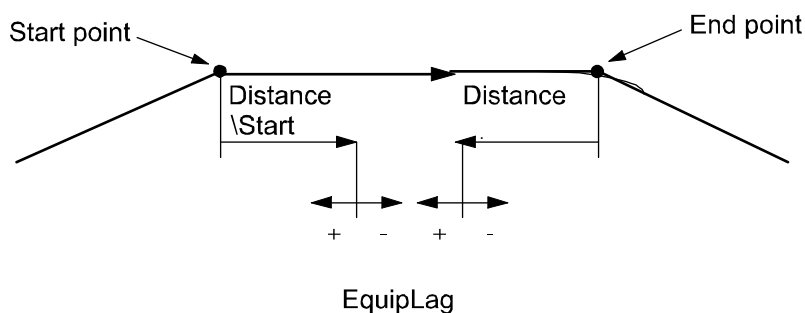 Start point
End point
Distance
\Start
Distance
+ - + -
EquipLag